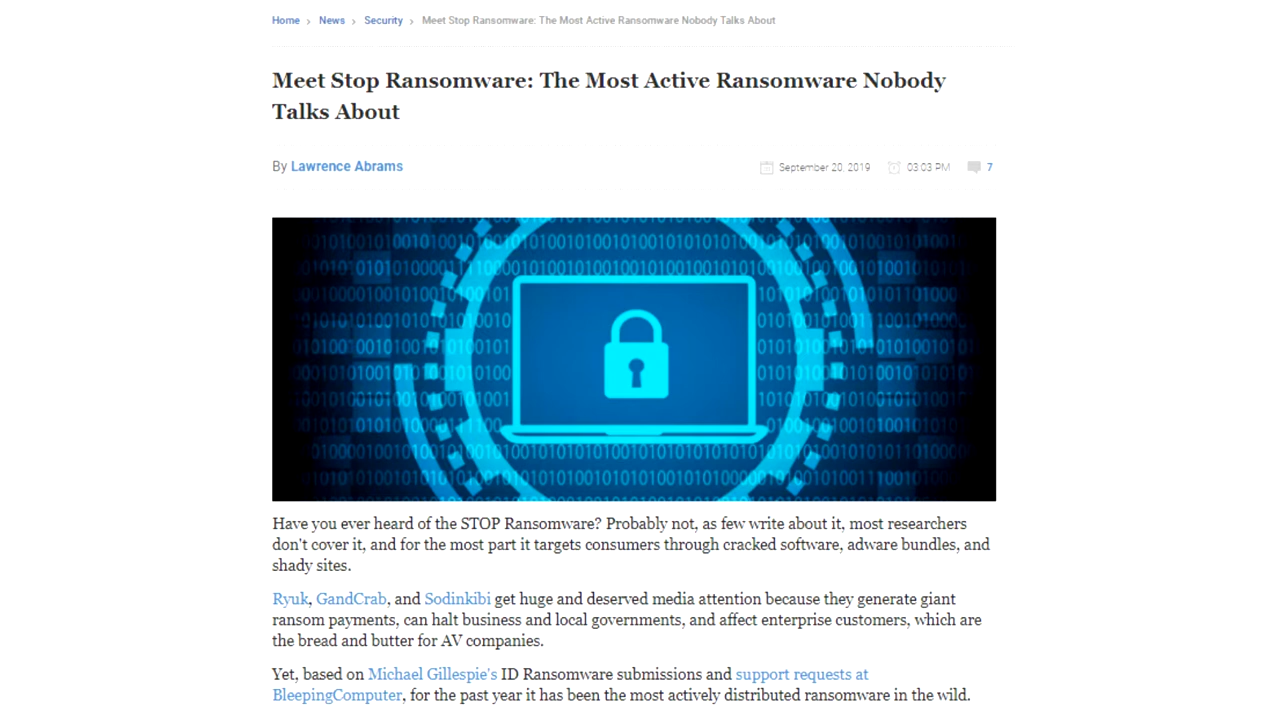 Home › News › Security › Meet Stop Ransomware: The Most Active Ransomware Nobody Talks About
Meet Stop Ransomware: The Most Active Ransomware Nobody
Talks About
By Lawrence Abrams
September 20, 2019 03:03 PM 7
Have you ever heard of the STOP Ransomware? Probably not, as few write about it, most researchers
don't cover it, and for the most part it targets consumers through cracked software, adware bundles, and
shady sites.
Ryuk, GandCrab, and Sodinkibi get huge and deserved media attention because they generate giant
ransom payments, can halt business and local governments, and affect enterprise customers, which are
the bread and butter for AV companies.
Yet, based on Michael Gillespie's ID Ransomware submissions and support requests at
BleepingComputer, for the past year it has been the most actively distributed ransomware in the wild.